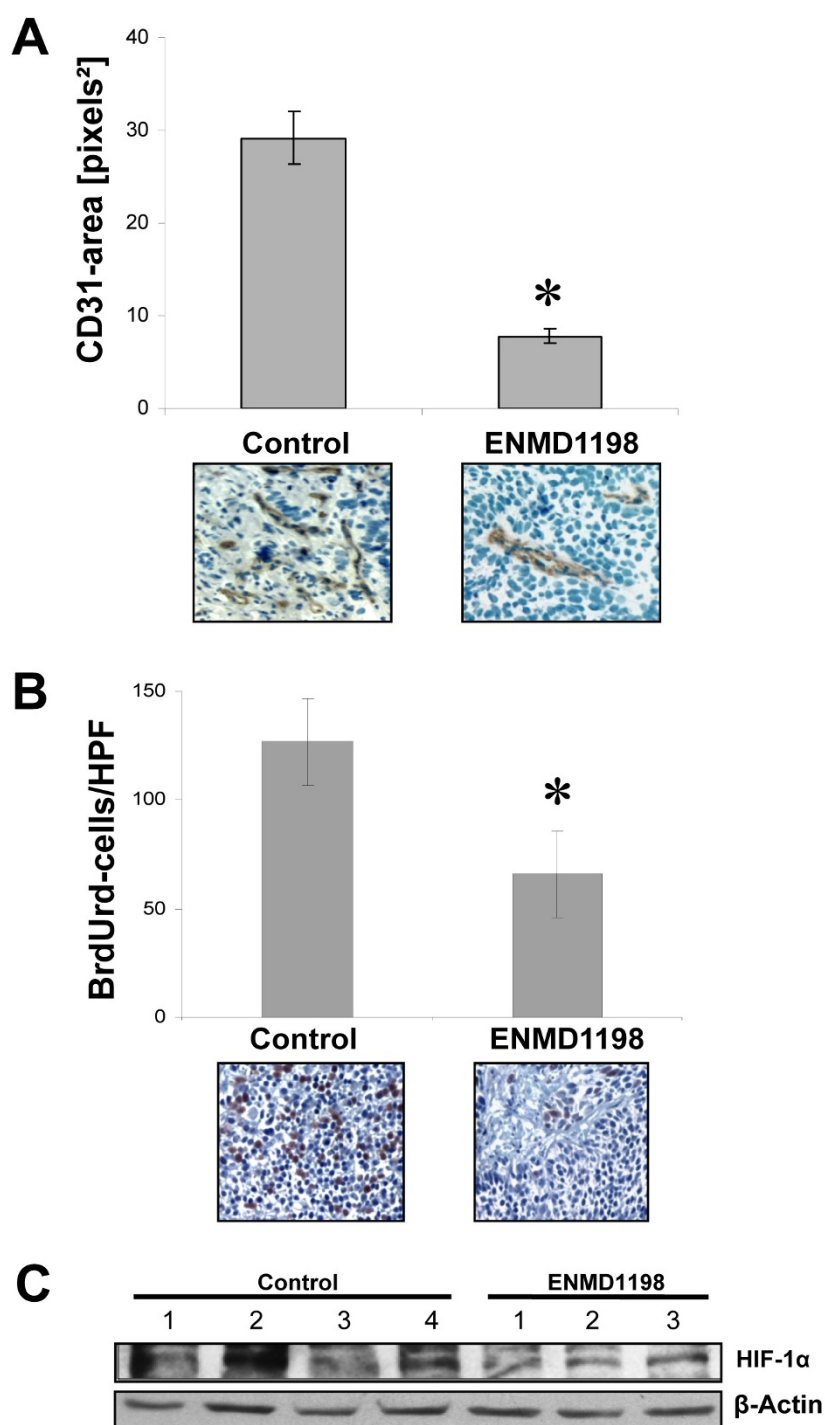 A
CD31-area [pixels²]
40
30
20
10
0
*
Control ENMD1198
B
BrdUrd-cells/HPF
150
100
50
0
*
Control ENMD1198
C
Control ENMD1198
1 2 3 4 1 2 3
HIF-1α
β-Actin